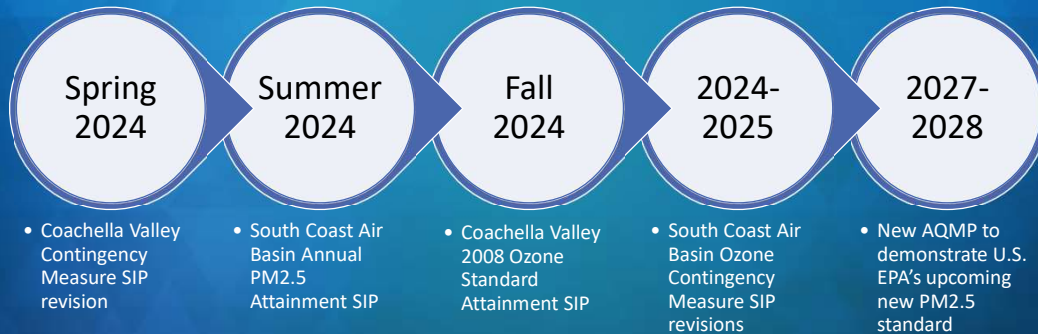 Spring
2024
Summer
2024
Fall
2024
2024-
2025
2027-
2028
• Coachella Valley
Contingency
Measure SIP
revision
• South Coast Air
Basin Annual
PM2.5
Attainment SIP
• Coachella Valley
2008 Ozone
Standard
Attainment SIP
• South Coast Air
Basin Ozone
Contingency
Measure SIP
revisions
• New AQMP to
demonstrate U.S.
EPA's upcoming
new PM2.5
standard